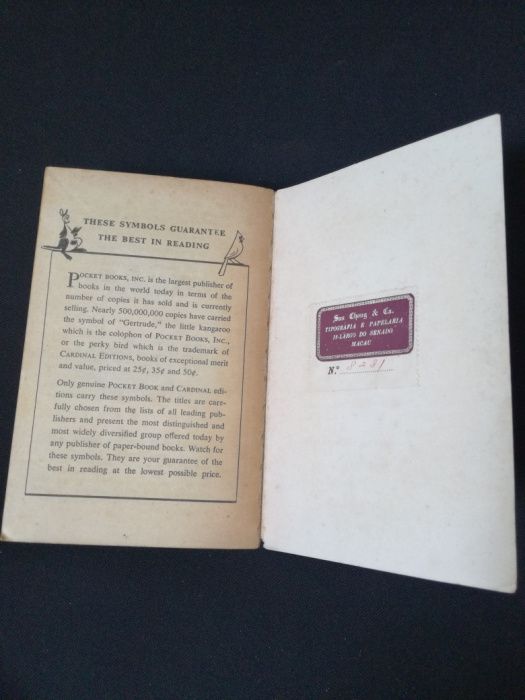 THESE SYMBOLS GUARANTEE
THE BEST IN READING
POCKET BOOKS, INC. is the largest publisher of
books in the world today in terms of the
number of copies it has sold and is currently
selling. Nearly 500,000,000 copies have carried
the symbol of "Gertrude," the little kangaroo
which is the colophon of POCKET BOOKS, INC.,
or the perky bird which is the trademark of
CARDINAL EDITIONS, books of exceptional merit
and value, priced at 25¢, 35¢ and 50¢.
Only genuine POCKET BOOK and CARDINAL edi-
tions carry these symbols. The titles are care-
fully chosen from the lists of all leading pub-
lishers and present the most distinguished and
most widely diversified group offered today by
any publisher of paper-bound books. Watch for
these symbols. They are your guarantee of the
best in reading at the lowest possible price.
Sun Chong & Ca.
TIPOGRAFIA E PAPELARIA
LARGO DO SENADO
MACAU
N.º 8281